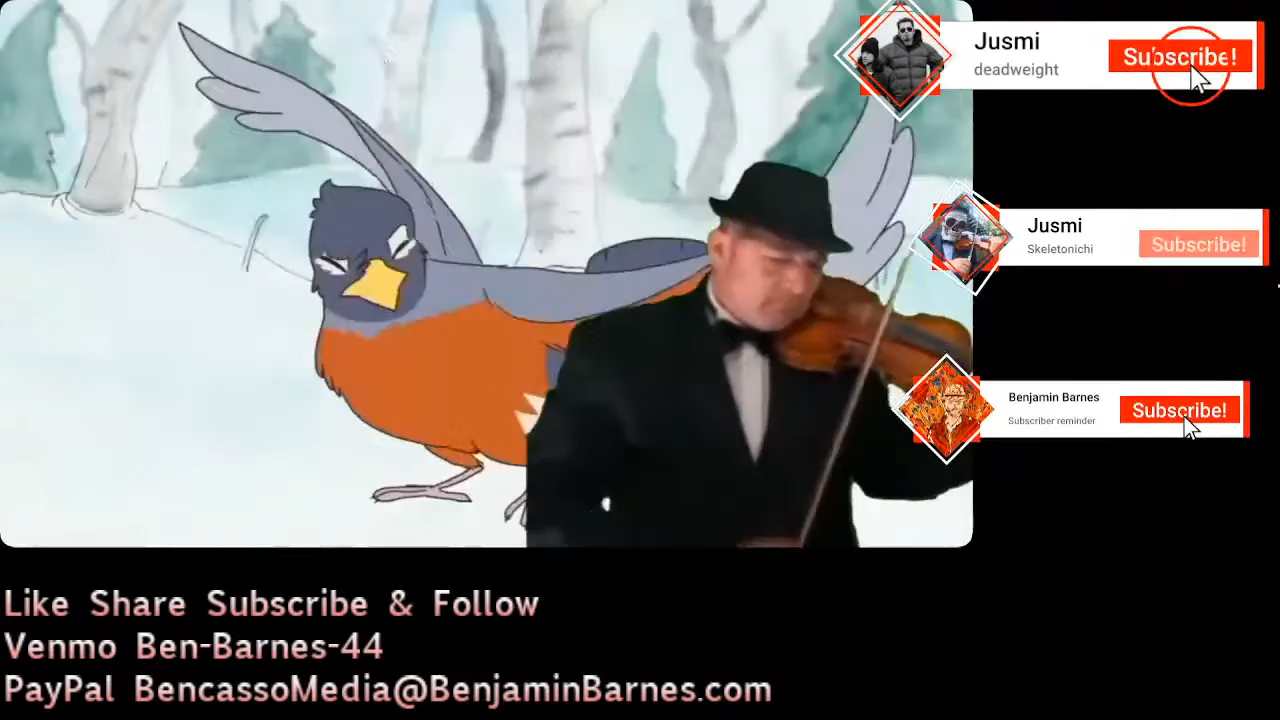 Jusmi
deadweight
Subscribe!
Jusmi
Skeletonichi
Subscribe!
Benjamin Barnes
Subscriber reminder
Subscribe!
Like Share Subscribe & Follow
Venmo Ben-Barnes-44
PayPal BencassoMedia@BenjaminBarnes.com